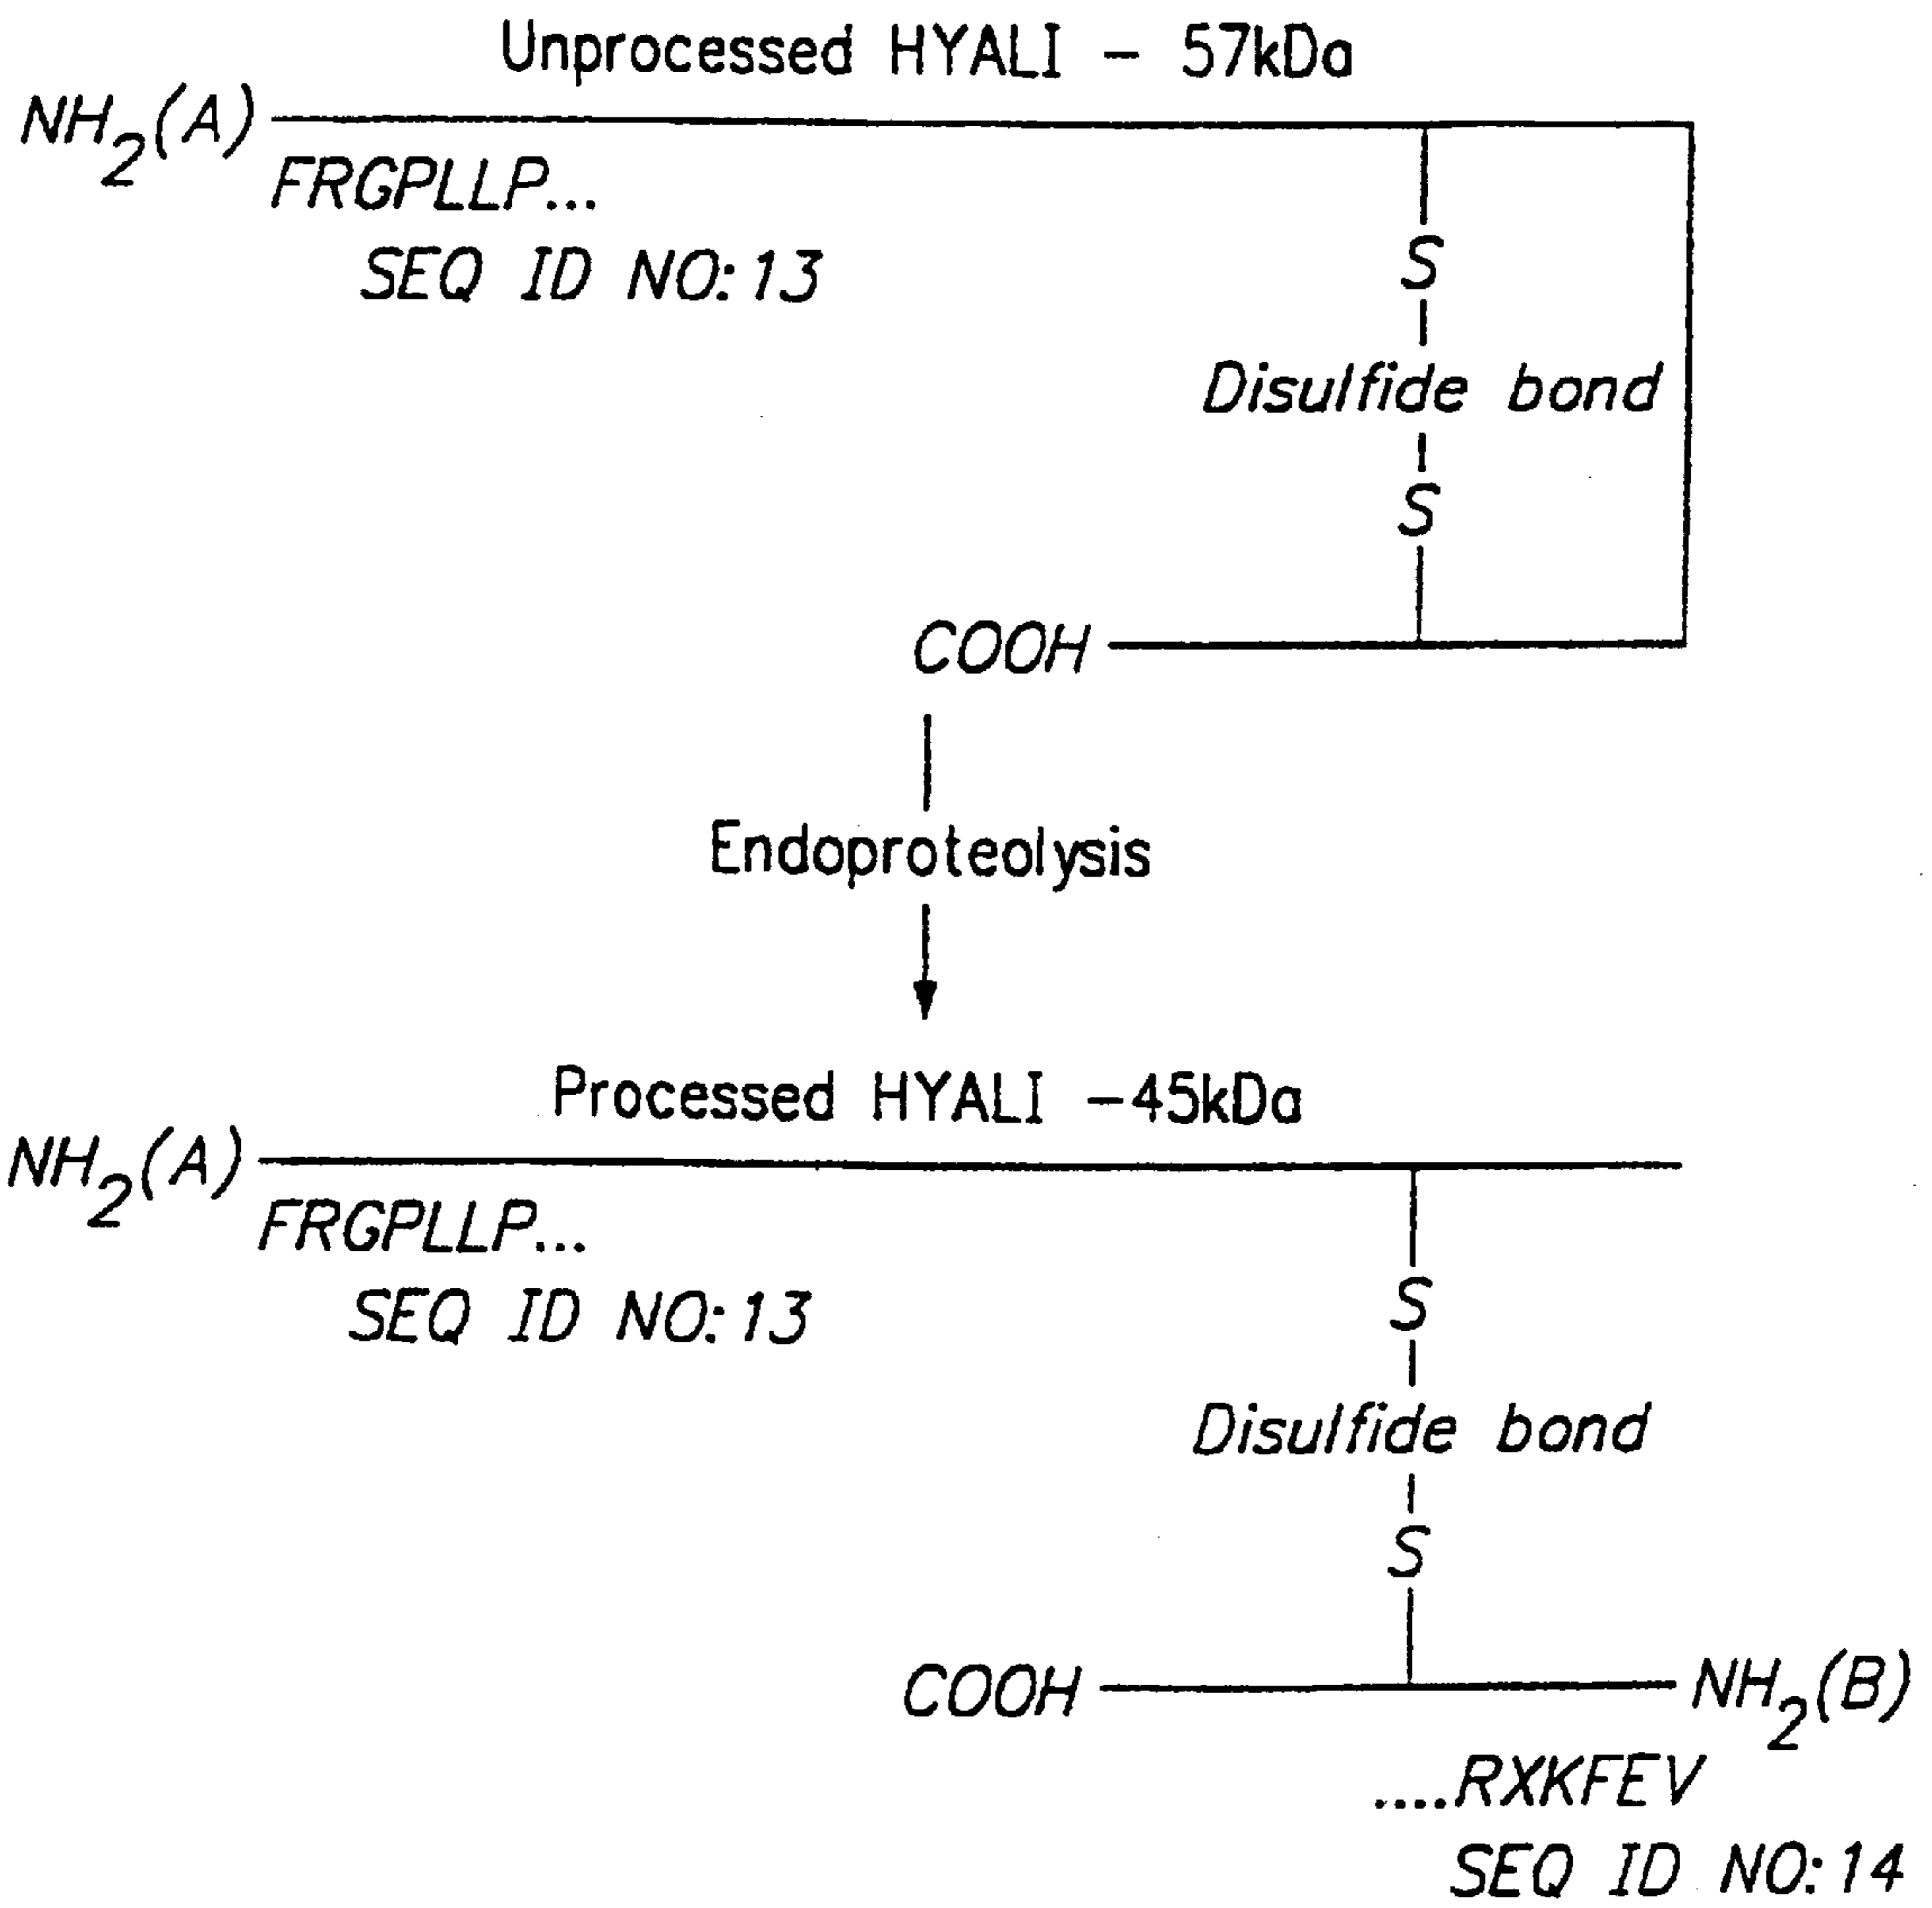 Unprocessed HYALI – 57kDa
NH2(A)
FRGPLLP...
SEQ ID NO:13
S
Disulfide bond
S
COOH
Endoproteolysis
Processed HYALI –45kDa
NH2(A)
FRGPLLP...
SEQ ID NO:13
S
Disulfide bond
S
COOH NH2(B)
....RXKFEV
SEQ ID NO:14